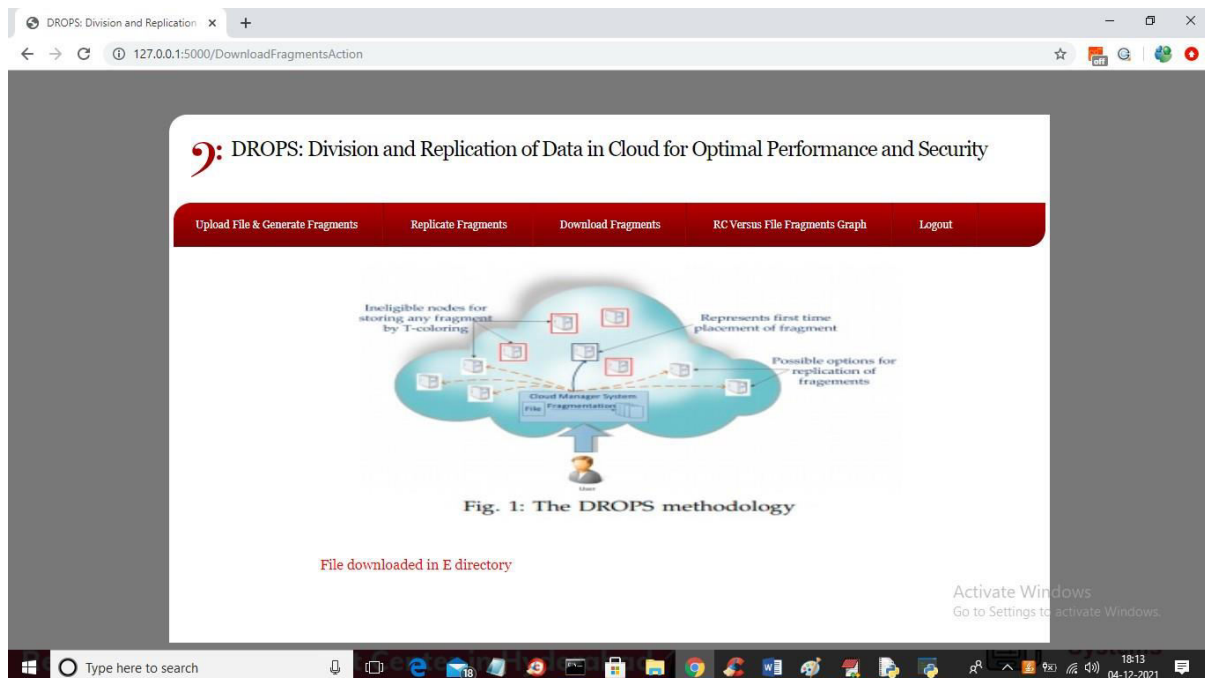 DROPS: Division and Replication
127.0.0.1:5000/DownloadFragmentsAction
off
DROPS: Division and Replication of Data in Cloud for Optimal Performance and Security
Upload File & Generate Fragments
Replicate Fragments
Download Fragments
RC Versus File Fragments Graph
Logout
Ineligible nodes for
storing any fragment
by T-coloring
Represents first time
placement of fragment
Possible options for
replication of
fragements
Cloud Manager System
File Fragmentation
User
Fig. 1: The DROPS methodology
File downloaded in E directory
Activate Windows
Go to Settings to activate Windows.
Systems
Type here to search
18
18:13
04-12-2021